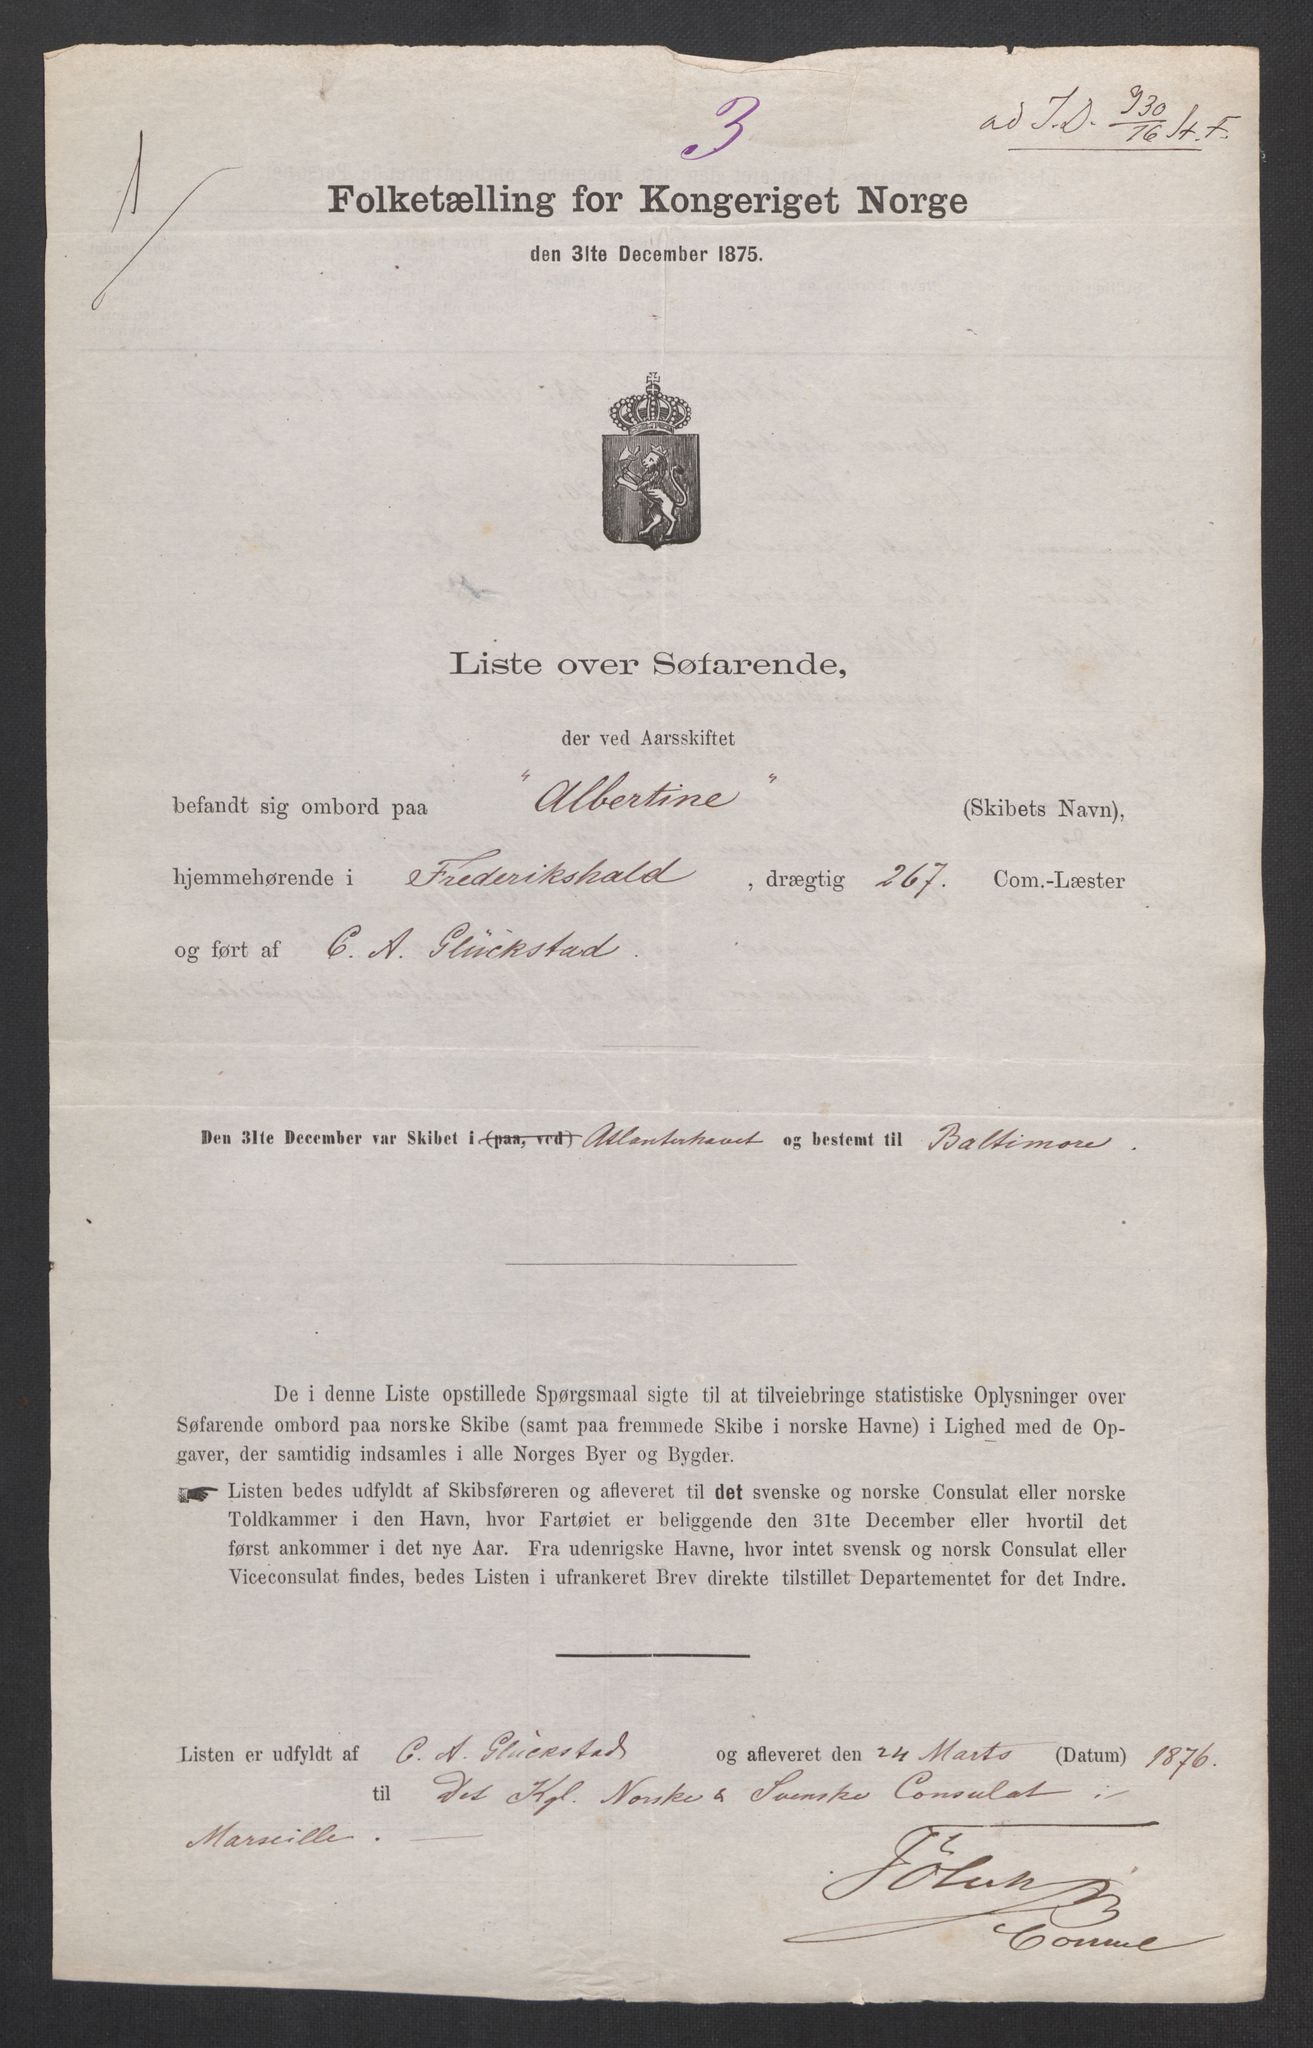 3
ad J.D. 930/76 St. F.
1
Folketælling for Kongeriget Norge
den 31te December 1875.
Liste over Søfarende,
der ved Aarsskiftet
befandt sig ombord paa "Albertine" (Skibets Navn),
hjemmehørende i Frederikshald, drægtig 267. Com.-Læster
og ført af C. A. Glückstad.
Den 31te December var Skibet i (paa, ved) Atlanterhavet og bestemt til Baltimore.
De i denne Liste opstillede Spørgsmaal sigte til at tilveiebringe statistiske Oplysninger over
Søfarende ombord paa norske Skibe (samt paa fremmede Skibe i norske Havne) i Lighed med de Op-
gaver, der samtidig indsamles i alle Norges Byer og Bygder.
Listen bedes udfyldt af Skibsføreren og afleveret til det svenske og norske Consulat eller norske
Toldkammer i den Havn, hvor Fartøiet er beliggende den 31te December eller hvortil det
først ankommer i det nye Aar. Fra udenrigske Havne, hvor intet svensk og norsk Consulat eller
Viceconsulat findes, bedes Listen i ufrankeret Brev direkte tilstillet Departementet for det Indre.
Listen er udfyldt af C. A. Glückstad og afleveret den 24 Marts (Datum) 1876.
til Det Kgl. Norske & Svenske Consulat i
Marseille.
Consul